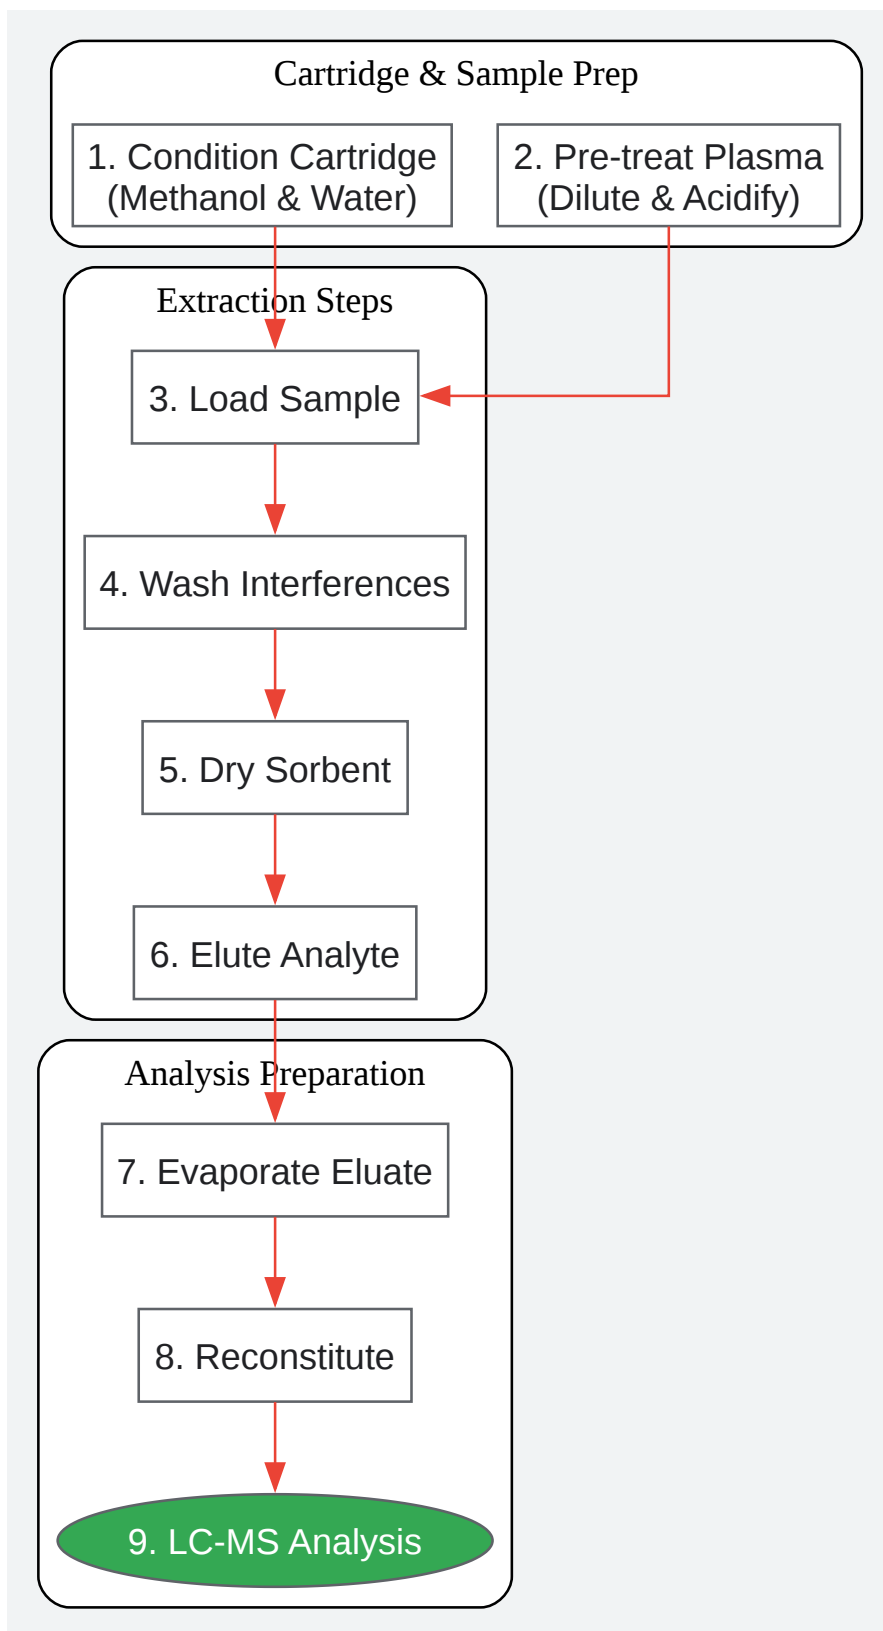 Cartridge & Sample Prep
1. Condition Cartridge
(Methanol & Water)
2. Pre-treat Plasma
(Dilute & Acidify)
Extraction Steps
3. Load Sample
4. Wash Interferences
5. Dry Sorbent
6. Elute Analyte
Analysis Preparation
7. Evaporate Eluate
8. Reconstitute
9. LC-MS Analysis